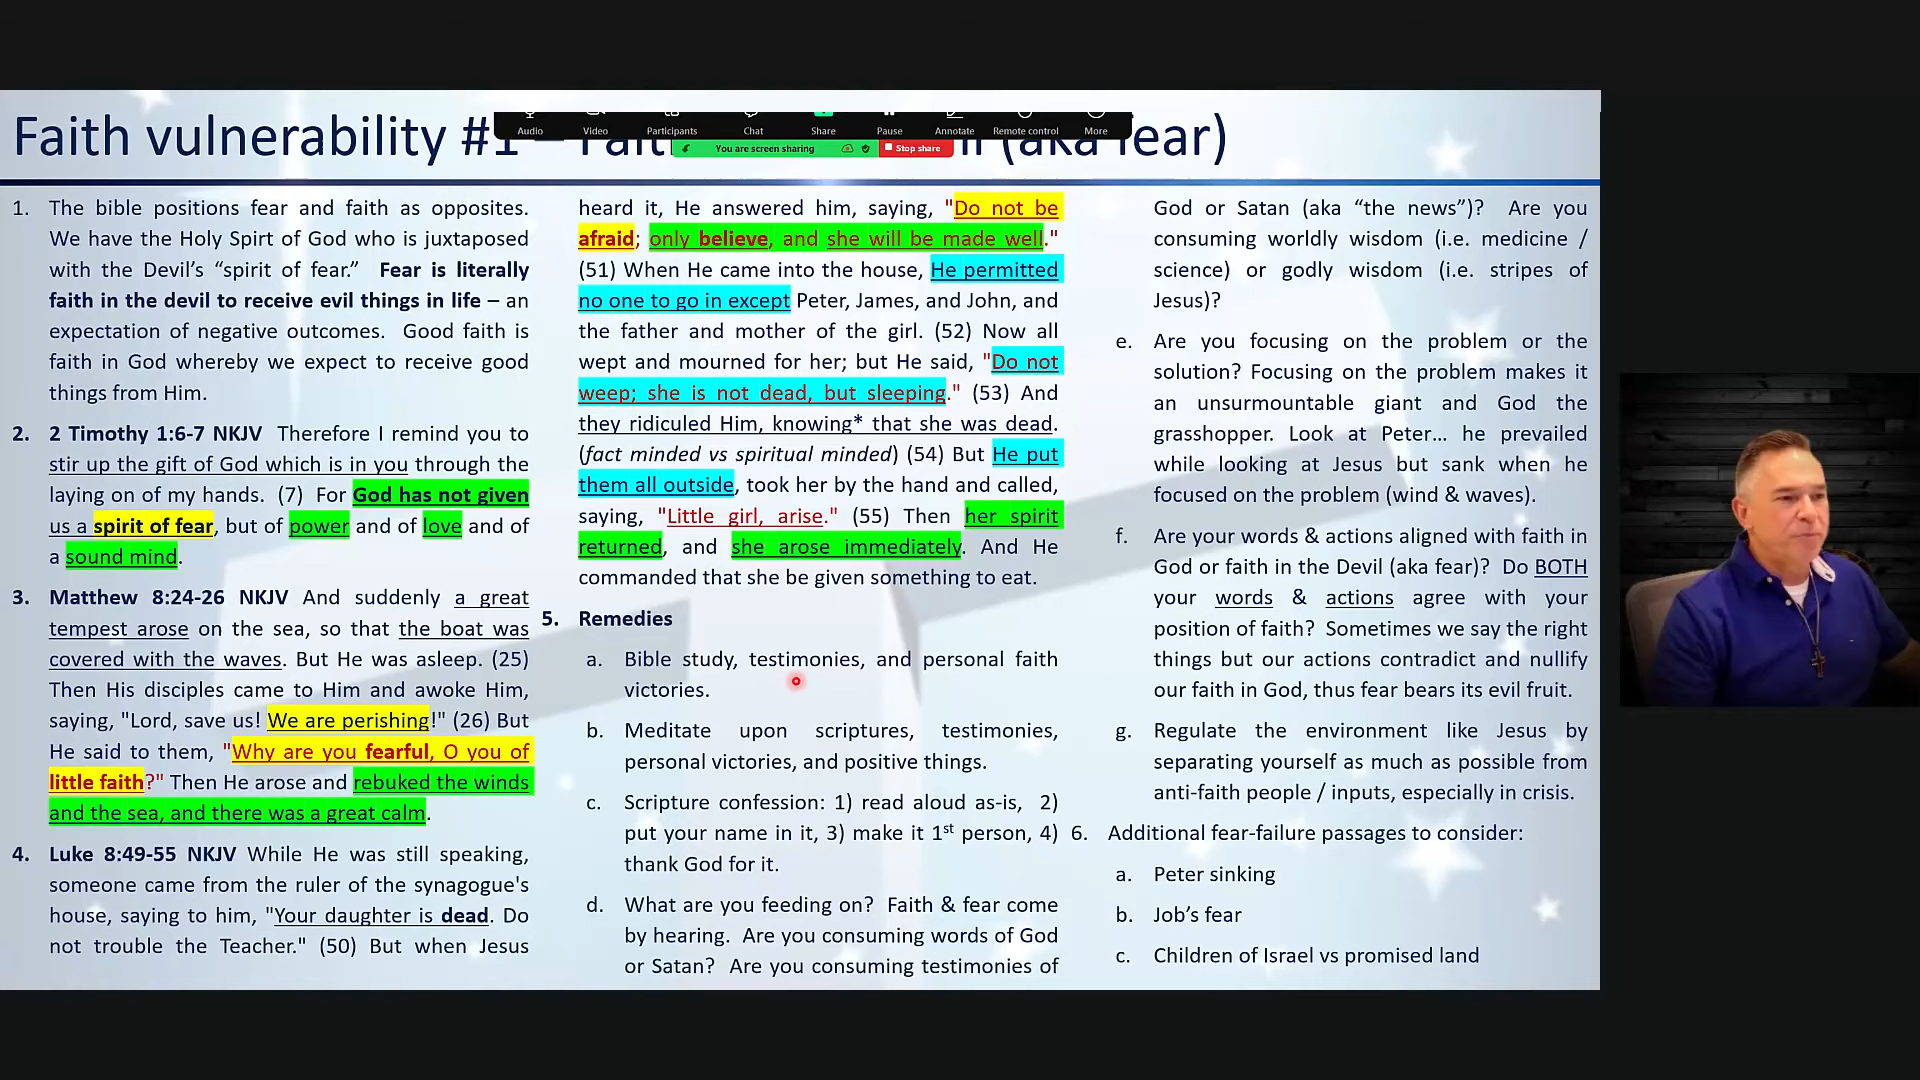 Faith vulnerability #1
(aka fear)
Audio Video Participants Chat Share Pause Annotate Remote control More
You are screen sharing Stop share
1. The bible positions fear and faith as opposites.
We have the Holy Spirt of God who is juxtaposed
with the Devil’s “spirit of fear.” Fear is literally
faith in the devil to receive evil things in life – an
expectation of negative outcomes. Good faith is
faith in God whereby we expect to receive good
things from Him.
2. 2 Timothy 1:6-7 NKJV Therefore I remind you to
stir up the gift of God which is in you through the
laying on of my hands. (7) For God has not given
us a spirit of fear, but of power and of love and of
a sound mind.
3. Matthew 8:24-26 NKJV And suddenly a great
tempest arose on the sea, so that the boat was
covered with the waves. But He was asleep. (25)
Then His disciples came to Him and awoke Him,
saying, "Lord, save us! We are perishing!" (26) But
He said to them, "Why are you fearful, O you of
little faith?" Then He arose and rebuked the winds
and the sea, and there was a great calm.
4. Luke 8:49-55 NKJV While He was still speaking,
someone came from the ruler of the synagogue's
house, saying to him, "Your daughter is dead. Do
not trouble the Teacher." (50) But when Jesus
heard it, He answered him, saying, "Do not be
afraid; only believe, and she will be made well."
(51) When He came into the house, He permitted
no one to go in except Peter, James, and John, and
the father and mother of the girl. (52) Now all
wept and mourned for her; but He said, "Do not
weep; she is not dead, but sleeping." (53) And
they ridiculed Him, knowing* that she was dead.
(fact minded vs spiritual minded) (54) But He put
them all outside, took her by the hand and called,
saying, "Little girl, arise." (55) Then her spirit
returned, and she arose immediately. And He
commanded that she be given something to eat.
5. Remedies
a. Bible study, testimonies, and personal faith
victories.
b. Meditate upon scriptures, testimonies,
personal victories, and positive things.
c. Scripture confession: 1) read aloud as-is, 2)
put your name in it, 3) make it 1st person, 4)
thank God for it.
d. What are you feeding on? Faith & fear come
by hearing. Are you consuming words of God
or Satan? Are you consuming testimonies of
God or Satan (aka “the news”)? Are you
consuming worldly wisdom (i.e. medicine /
science) or godly wisdom (i.e. stripes of
Jesus)?
e. Are you focusing on the problem or the
solution? Focusing on the problem makes it
an unsurmountable giant and God the
grasshopper. Look at Peter… he prevailed
while looking at Jesus but sank when he
focused on the problem (wind & waves).
f. Are your words & actions aligned with faith in
God or faith in the Devil (aka fear)? Do BOTH
your words & actions agree with your
position of faith? Sometimes we say the right
things but our actions contradict and nullify
our faith in God, thus fear bears its evil fruit.
g. Regulate the environment like Jesus by
separating yourself as much as possible from
anti-faith people / inputs, especially in crisis.
6. Additional fear-failure passages to consider:
a. Peter sinking
b. Job’s fear
c. Children of Israel vs promised land